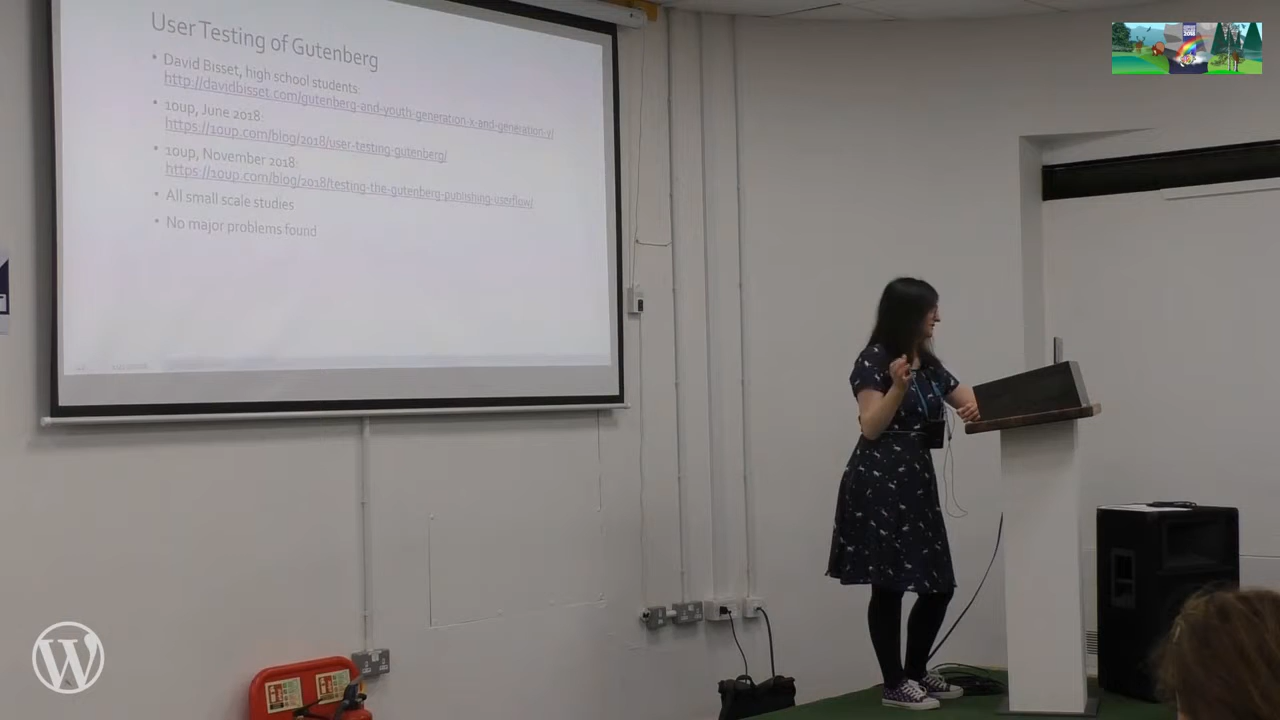 User Testing of Gutenberg
• David Bisset, high school students:
http://davidbisset.com/gutenberg-and-youth-generation-x-and-generation-y/
• 10up, June 2018:
https://10up.com/blog/2018/user-testing-gutenberg/
• 10up, November 2018:
https://10up.com/blog/2018/testing-the-gutenberg-publishing-userflow/
• All small scale studies
• No major problems found